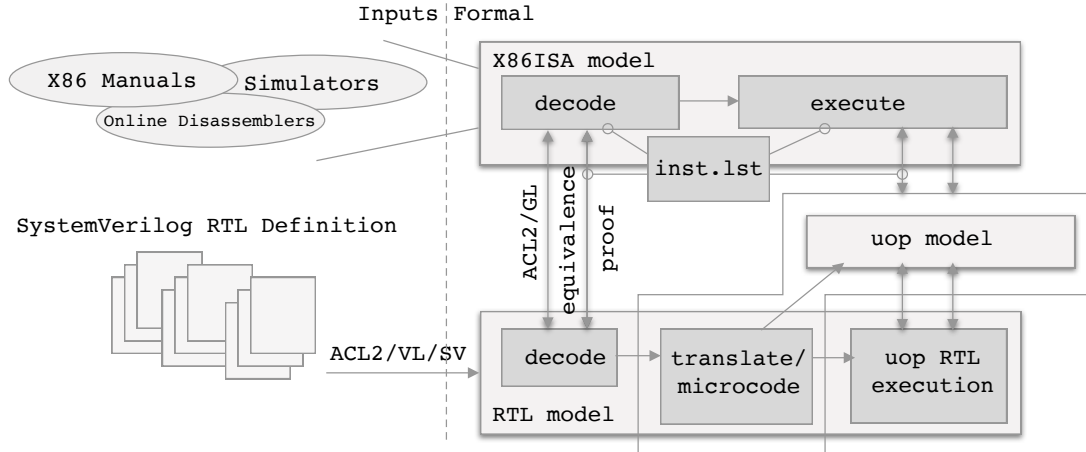 Inputs Formal
X86ISA model
X86 Manuals
Simulators
Online Disassemblers
decode
execute
inst.lst
ACL2/GL
equivalence
proof
SystemVerilog RTL Definition
uop model
ACL2/VL/SV
decode
translate/
microcode
uop RTL
execution
RTL model